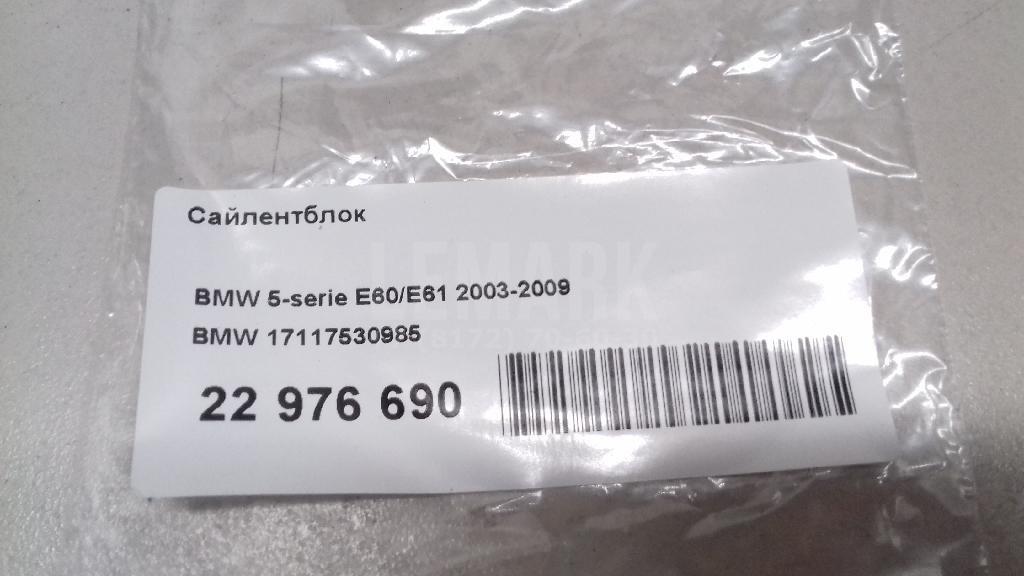 Сайлентблок
LEMARK
BMW 5-serie E60/E61 2003-2009
BMW 17117530985
22 976 690